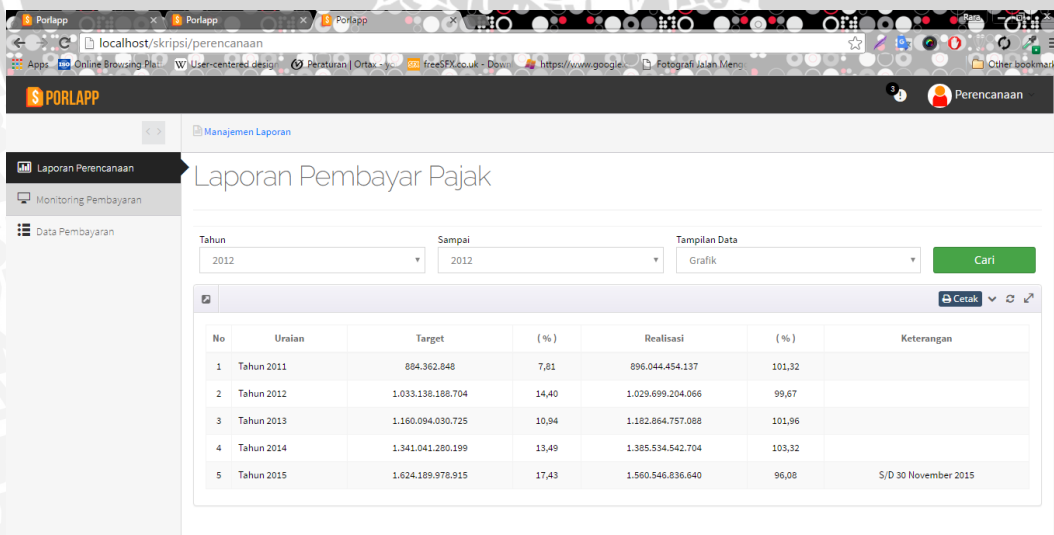 Porlapp
Porlapp
Porlapp
Rara
localhost/skripsi/perencanaan
Apps
Online Browsing Pla
User-centered desig
Peraturan | Ortax - y
freeSFX.co.uk - Down
https://www.google
Fotografi Jalan Meng
Other bookmark
PORLAPP
3
Perencanaan
Manajemen Laporan
Laporan Perencanaan
Monitoring Pembayaran
Data Pembayaran
Laporan Pembayar Pajak
Tahun Sampai Tampilan Data
2012 2012 Grafik Cari
Cetak
No Uraian Target ( % ) Realisasi ( % ) Keterangan
1 Tahun 2011 884.362.848 7,81 896.044.454.137 101,32
2 Tahun 2012 1.033.138.188.704 14,40 1.029.699.204.066 99,67
3 Tahun 2013 1.160.094.030.725 10,94 1.182.864.757.088 101,96
4 Tahun 2014 1.341.041.280.199 13,49 1.385.534.542.704 103,32
5 Tahun 2015 1.624.189.978.915 17,43 1.560.546.836.640 96,08 S/D 30 November 2015